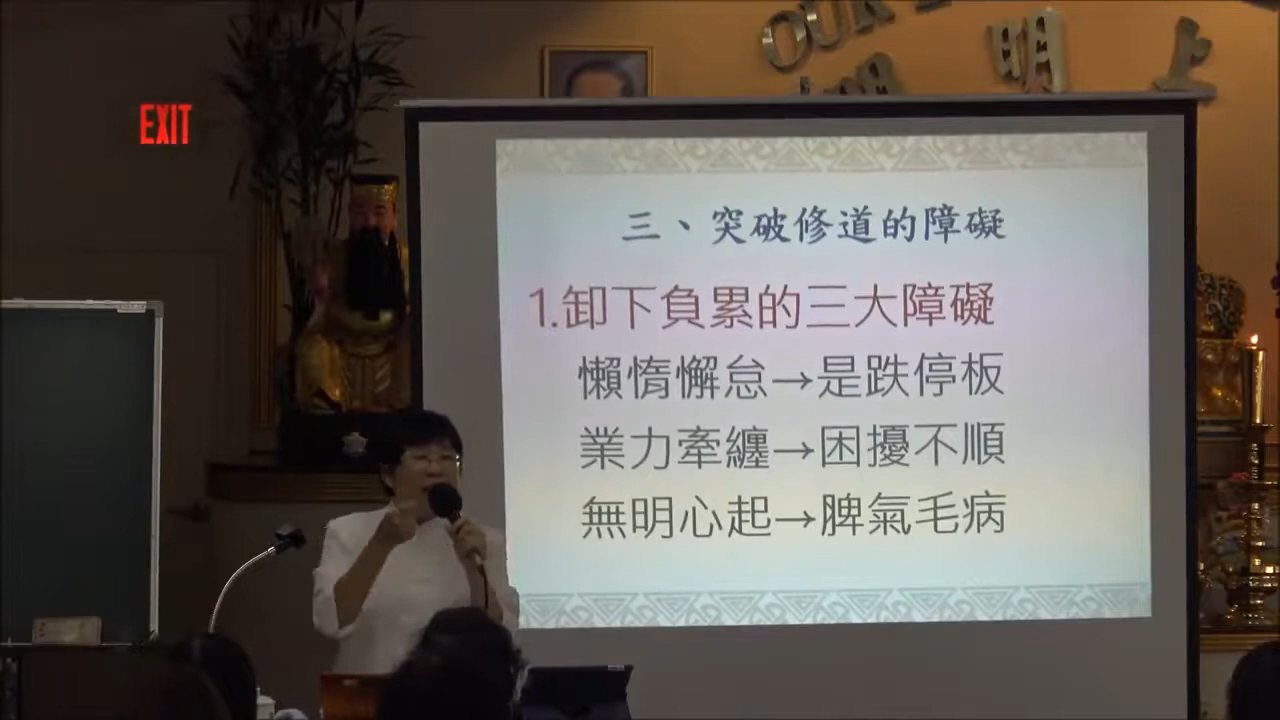 EXIT
OUR
明
上
三、突破修道的障礙
1.卸下負累的三大障礙
懶惰懈怠→是跌停板
業力牽纏→困擾不順
無明心起→脾氣毛病